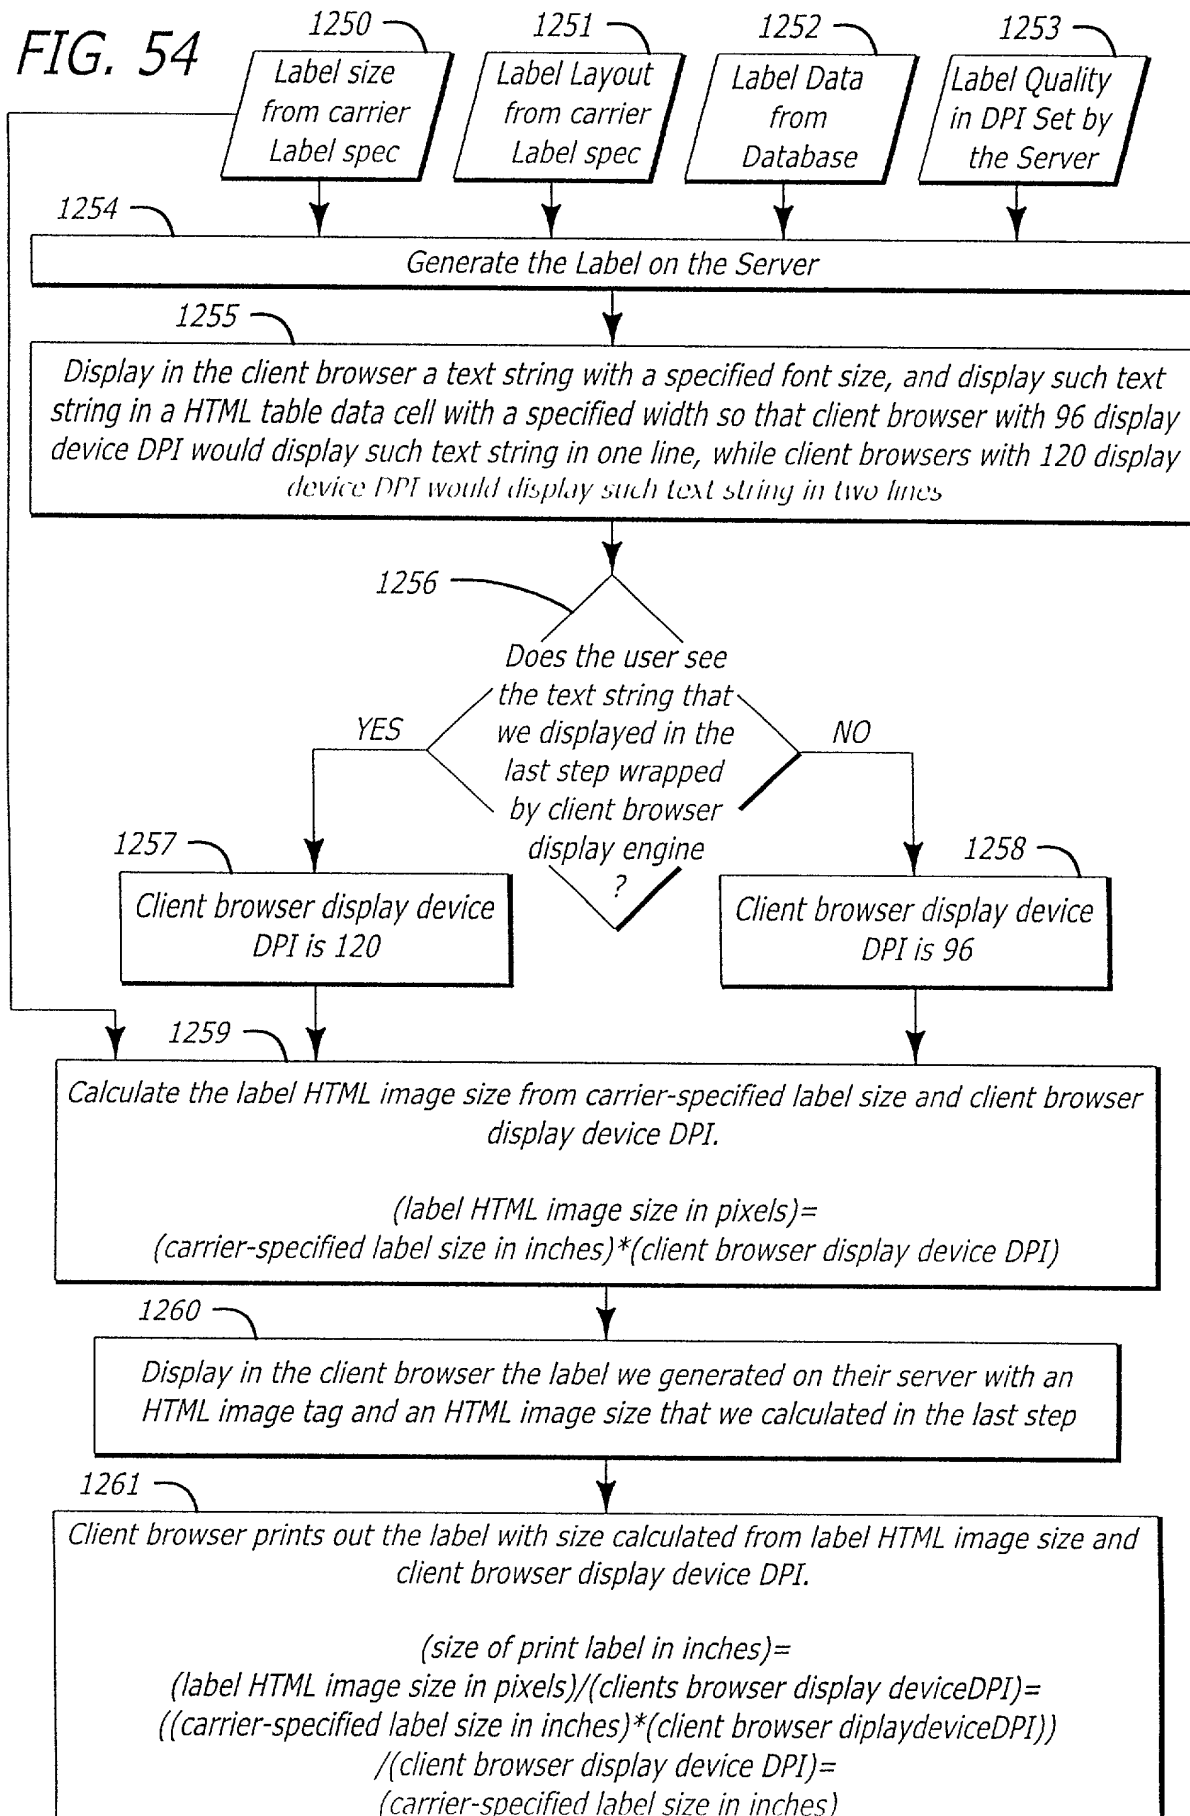 FIG. 54
1250
1251
1252
1253
Label size
from carrier
Label spec
Label Layout
from carrier
Label spec
Label Data
from
Database
Label Quality
in DPI Set by
the Server
1254
Generate the Label on the Server
1255
Display in the client browser a text string with a specified font size, and display such text
string in a HTML table data cell with a specified width so that client browser with 96 display
device DPI would display such text string in one line, while client browsers with 120 display
device DPI would display such text string in two lines
1256
Does the user see
the text string that
we displayed in the
last step wrapped
by client browser
display engine
?
YES
NO
1257
Client browser display device
DPI is 120
1258
Client browser display device
DPI is 96
1259
Calculate the label HTML image size from carrier-specified label size and client browser
display device DPI.
(label HTML image size in pixels)=
(carrier-specified label size in inches)*(client browser display device DPI)
1260
Display in the client browser the label we generated on their server with an
HTML image tag and an HTML image size that we calculated in the last step
1261
Client browser prints out the label with size calculated from label HTML image size and
client browser display device DPI.
(size of print label in inches)=
(label HTML image size in pixels)/(clients browser display deviceDPI)=
((carrier-specified label size in inches)*(client browser diplaydeviceDPI))
/(client browser display device DPI)=
(carrier-specified label size in inches)